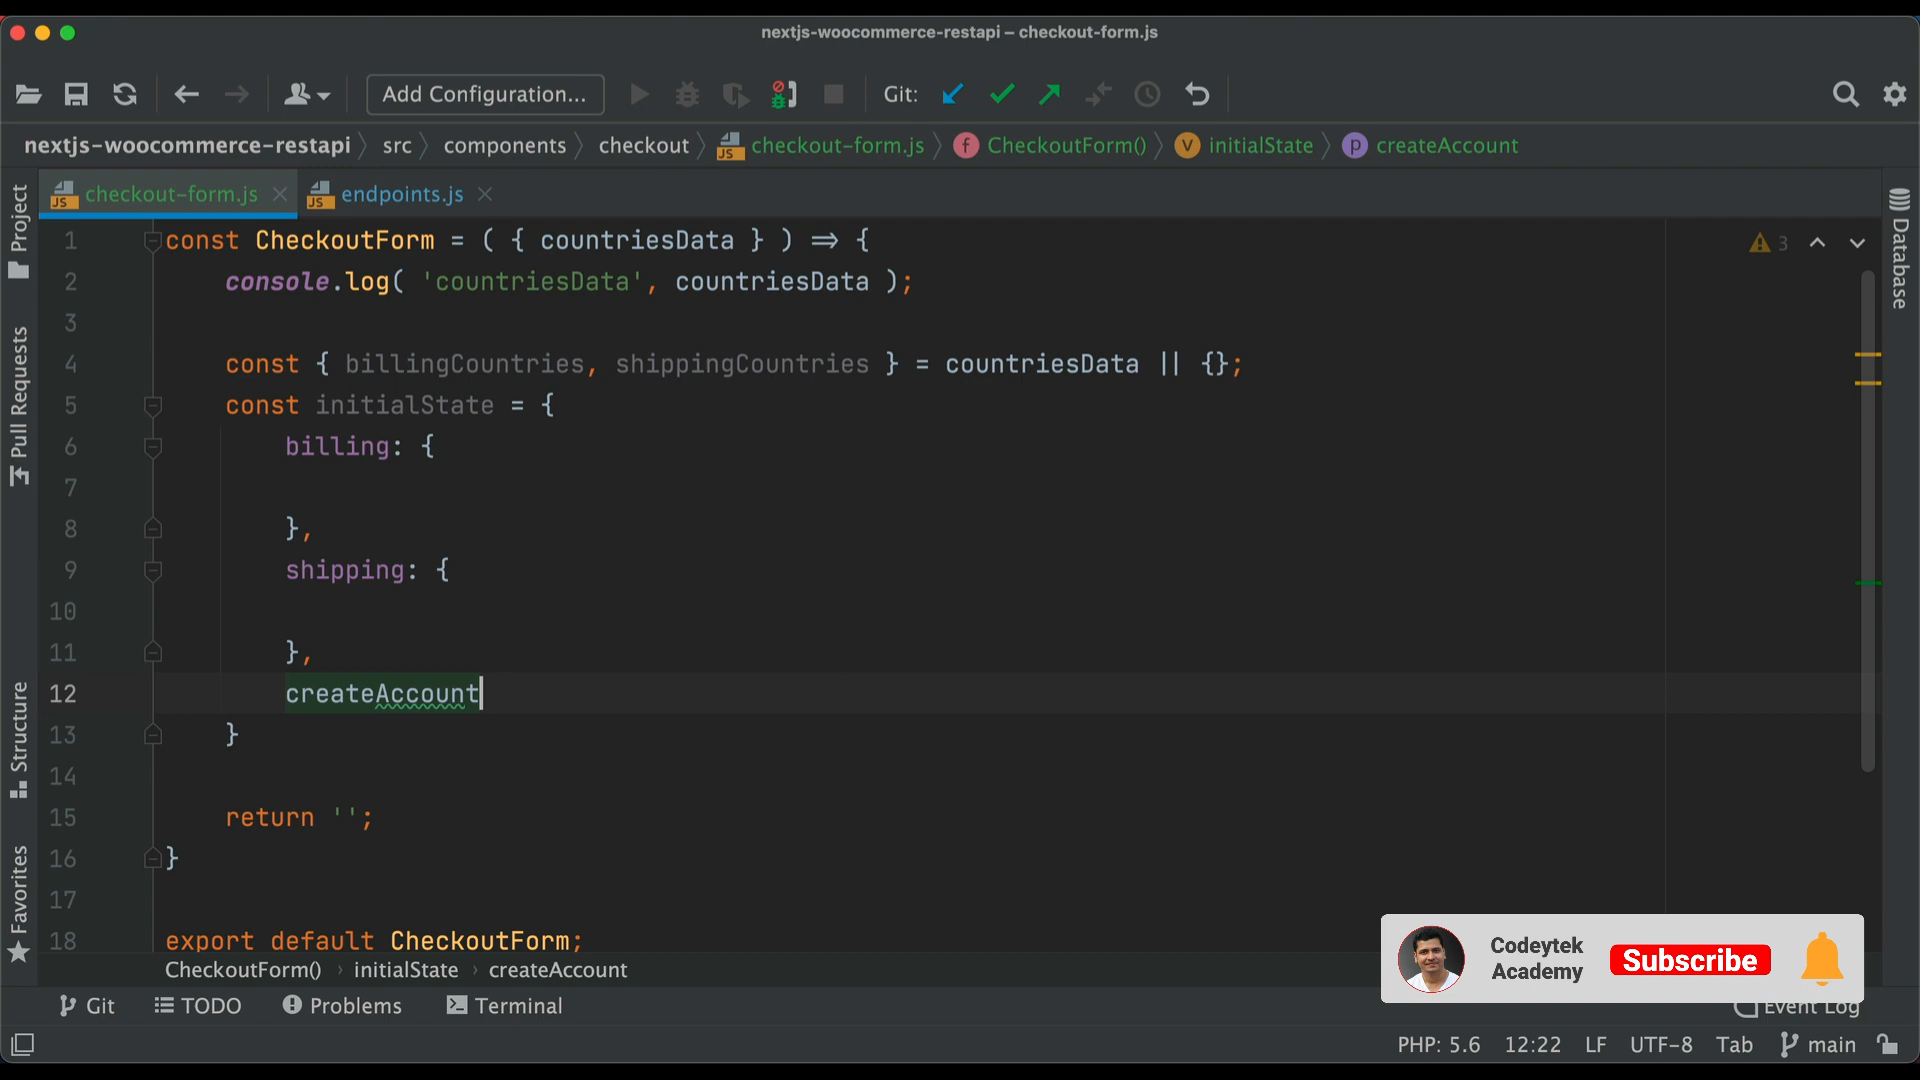 nextjs-woocommerce-restapi – checkout-form.js
Add Configuration...
Git:
nextjs-woocommerce-restapi
src
components
checkout
JS
checkout-form.js
f
CheckoutForm()
v
initialState
p
createAccount
JS
checkout-form.js
JS
endpoints.js
Project
Pull Requests
Structure
Favorites
Database
3
1 const CheckoutForm = ( { countriesData } ) => {
2 console.log( 'countriesData', countriesData );
3
4 const { billingCountries, shippingCountries } = countriesData || {};
5 const initialState = {
6 billing: {
7
8 },
9 shipping: {
10
11 },
12 createAccount
13 }
14
15 return '';
16 }
17
18 export default CheckoutForm;
CheckoutForm() › initialState › createAccount
Codeytek
Academy
Subscribe
Git
TODO
Problems
Terminal
Event Log
PHP: 5.6
12:22
LF
UTF-8
Tab
main